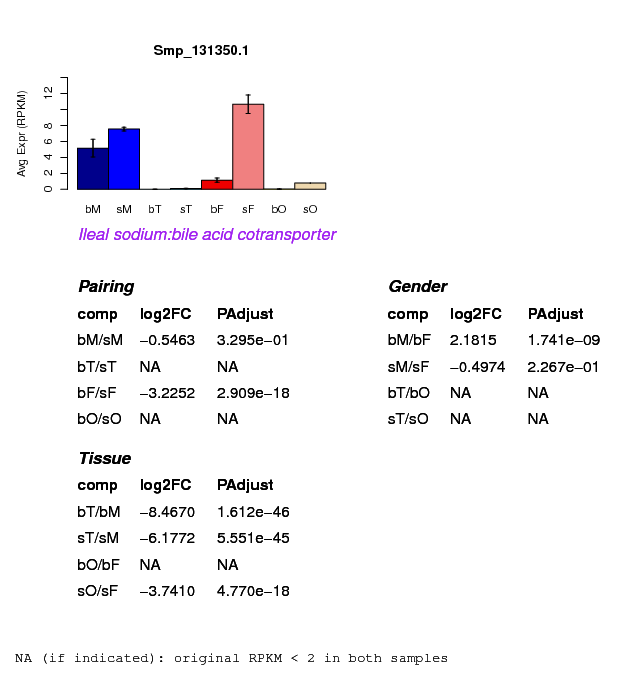 Smp_131350.1
Avg Expr (RPKM)
0 2 4 6 8 12
bM sM bT sT bF sF bO sO
Ileal sodium:bile acid cotransporter
Pairing
comp log2FC PAdjust
bM/sM −0.5463 3.295e−01
bT/sT NA NA
bF/sF −3.2252 2.909e−18
bO/sO NA NA
Gender
comp log2FC PAdjust
bM/bF 2.1815 1.741e−09
sM/sF −0.4974 2.267e−01
bT/bO NA NA
sT/sO NA NA
Tissue
comp log2FC PAdjust
bT/bM −8.4670 1.612e−46
sT/sM −6.1772 5.551e−45
bO/bF NA NA
sO/sF −3.7410 4.770e−18
NA (if indicated): original RPKM < 2 in both samples